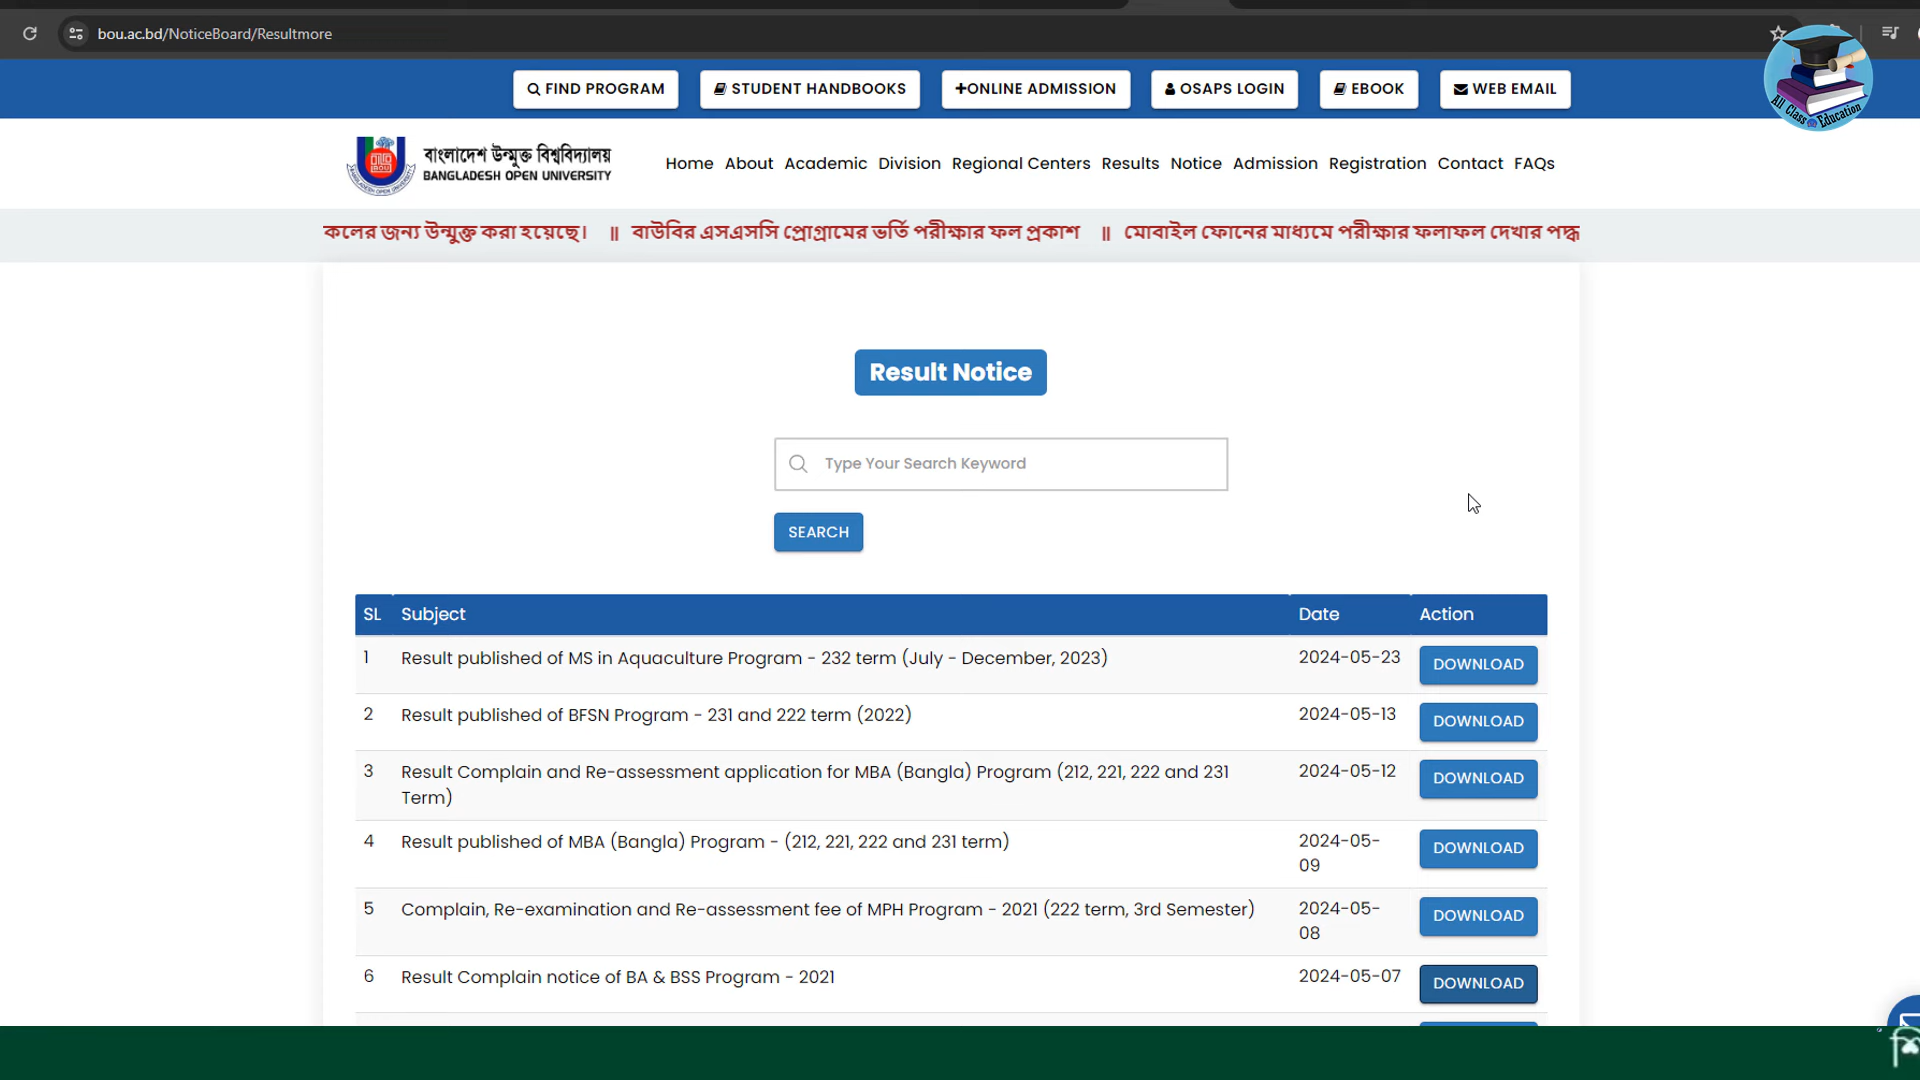 bou.ac.bd/NoticeBoard/Resultmore
FIND PROGRAM STUDENT HANDBOOKS +ONLINE ADMISSION OSAPS LOGIN EBOOK WEB EMAIL
All Class Education
বাংলাদেশ উন্মুক্ত বিশ্ববিদ্যালয়
BANGLADESH OPEN UNIVERSITY
Home About Academic Division Regional Centers Results Notice Admission Registration Contact FAQs
কলের জন্য উন্মুক্ত করা হয়েছে। || বাউবির এসএসসি প্রোগ্রামের ভর্তি পরীক্ষার ফল প্রকাশ || মোবাইল ফোনের মাধ্যমে পরীক্ষার ফলাফল দেখার পদ্ধ
Result Notice
Type Your Search Keyword
SEARCH
SL Subject Date Action
1 Result published of MS in Aquaculture Program - 232 term (July - December, 2023) 2024-05-23 DOWNLOAD
2 Result published of BFSN Program - 231 and 222 term (2022) 2024-05-13 DOWNLOAD
3 Result Complain and Re-assessment application for MBA (Bangla) Program (212, 221, 222 and 231 2024-05-12 DOWNLOAD
Term)
4 Result published of MBA (Bangla) Program - (212, 221, 222 and 231 term) 2024-05- DOWNLOAD
09
5 Complain, Re-examination and Re-assessment fee of MPH Program - 2021 (222 term, 3rd Semester) 2024-05- DOWNLOAD
08
6 Result Complain notice of BA & BSS Program - 2021 2024-05-07 DOWNLOAD